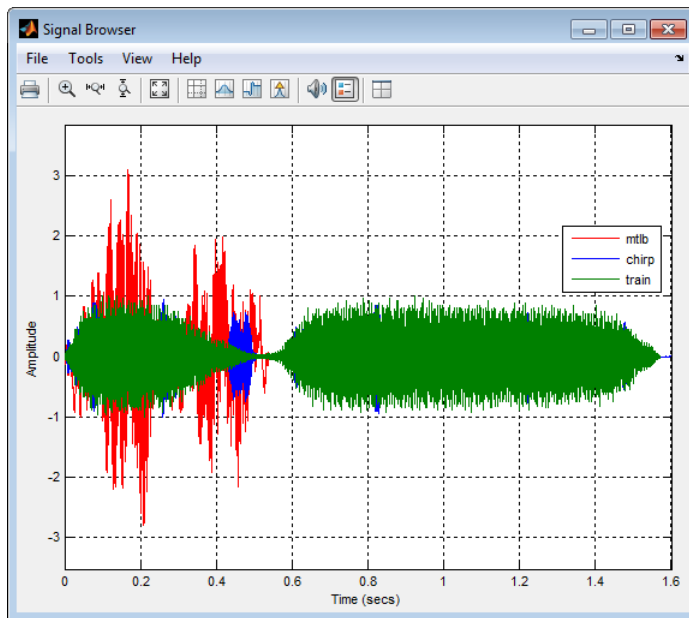 Signal Browser
File Tools View Help
3
2
1
0
-1
-2
-3
Amplitude
mtlb
chirp
train
0 0.2 0.4 0.6 0.8 1 1.2 1.4 1.6
Time (secs)